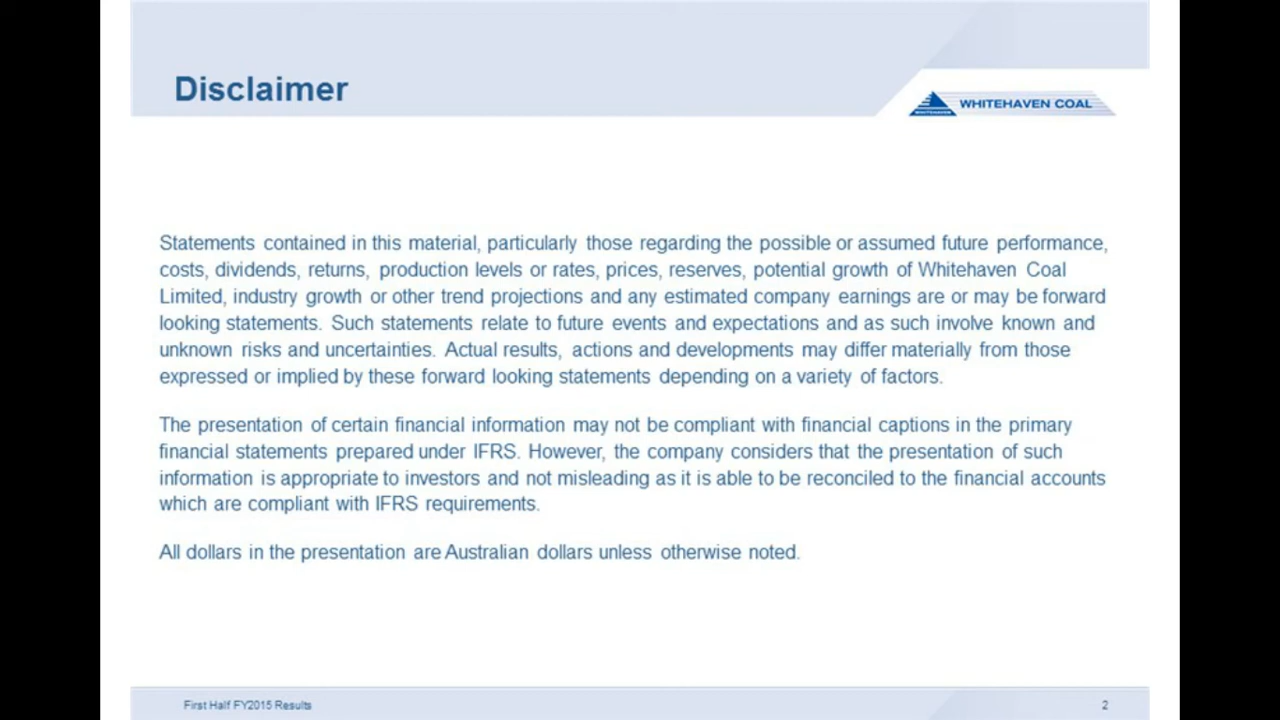 Disclaimer
WHITEHAVEN COAL
WHITEHAVEN
Statements contained in this material, particularly those regarding the possible or assumed future performance,
costs, dividends, returns, production levels or rates, prices, reserves, potential growth of Whitehaven Coal
Limited, industry growth or other trend projections and any estimated company earnings are or may be forward
looking statements. Such statements relate to future events and expectations and as such involve known and
unknown risks and uncertainties. Actual results, actions and developments may differ materially from those
expressed or implied by these forward looking statements depending on a variety of factors.
The presentation of certain financial information may not be compliant with financial captions in the primary
financial statements prepared under IFRS. However, the company considers that the presentation of such
information is appropriate to investors and not misleading as it is able to be reconciled to the financial accounts
which are compliant with IFRS requirements.
All dollars in the presentation are Australian dollars unless otherwise noted.
First Half FY2015 Results
2